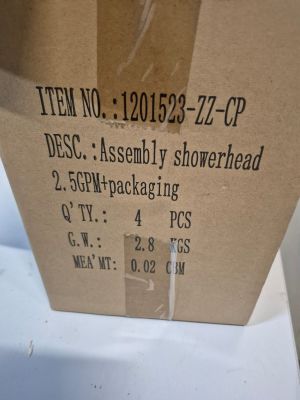 ITEM NO.:1201523-ZZ-CP
DESC.:Assembly showerhead
2.5GPM+packaging
Q'TY.: 4 PCS
G.W.: 2.8 KGS
MEA'MT: 0.02 CBM